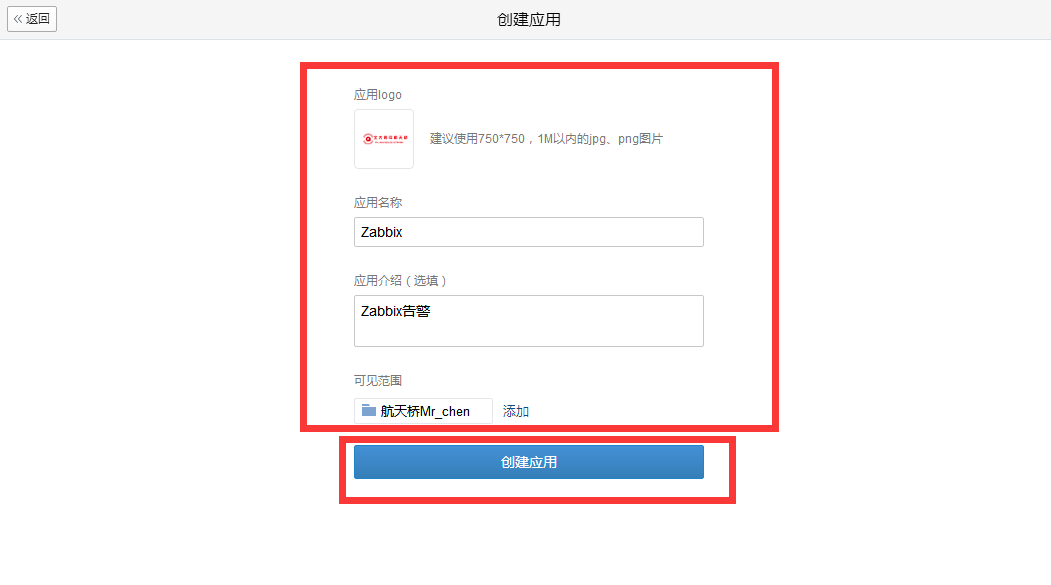 返回
创建应用
应用logo
建议使用750*750，1M以内的jpg、png图片
应用名称
Zabbix
应用介绍（选填）
Zabbix告警
可见范围
航天桥Mr_chen 添加
创建应用